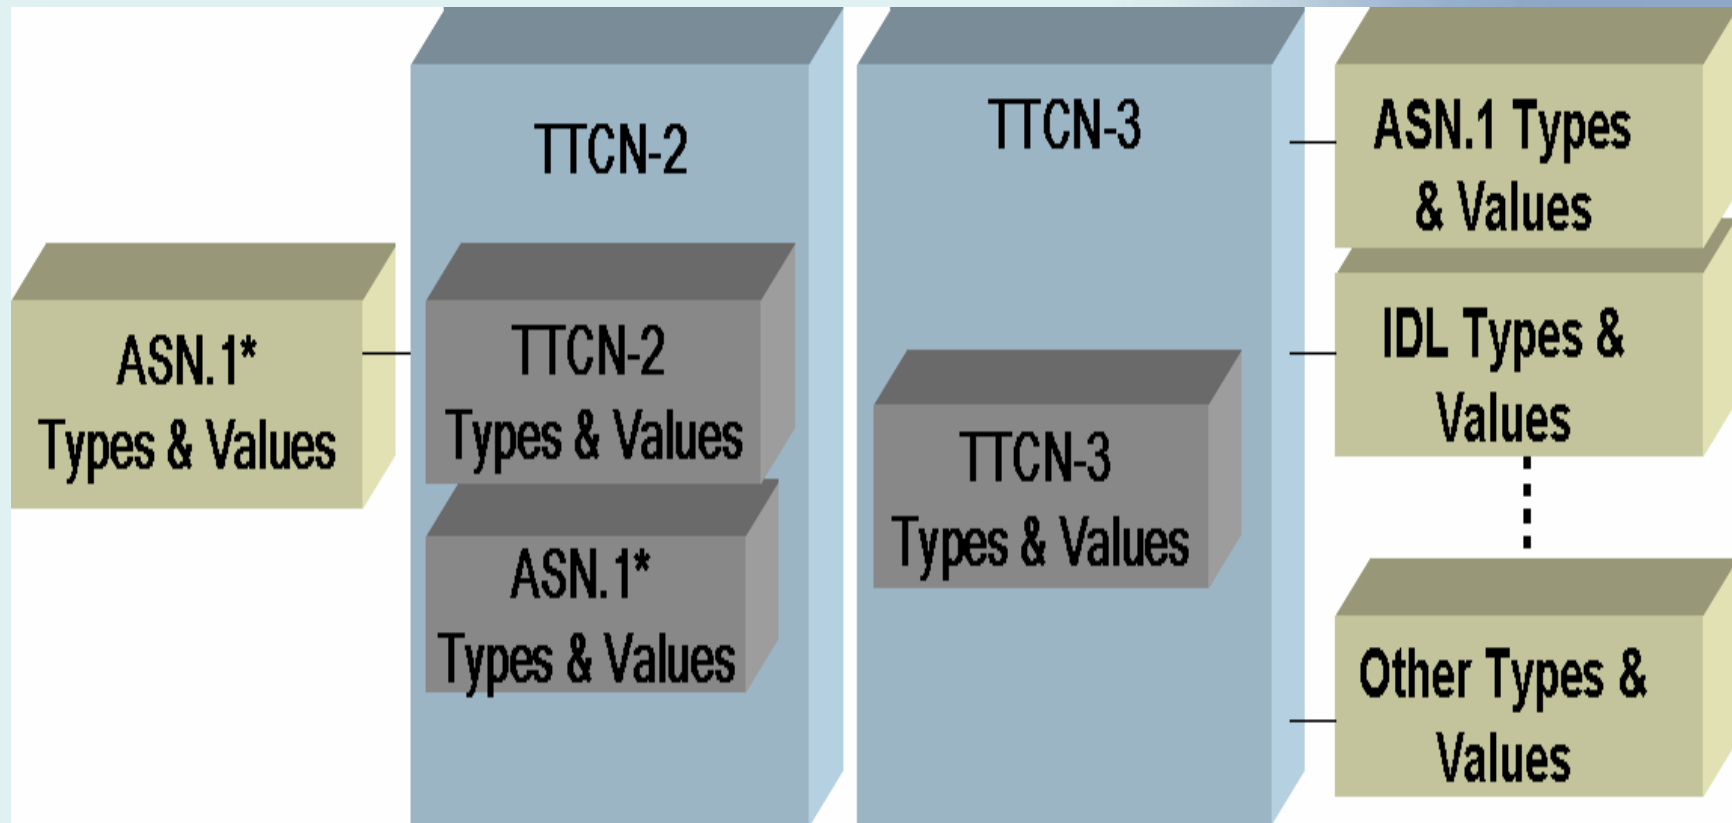 ASN.1*
Types & Values
TTCN-2
TTCN-2
Types & Values
ASN.1*
Types & Values
TTCN-3
TTCN-3
Types & Values
ASN.1 Types
& Values
IDL Types &
Values
Other Types &
Values